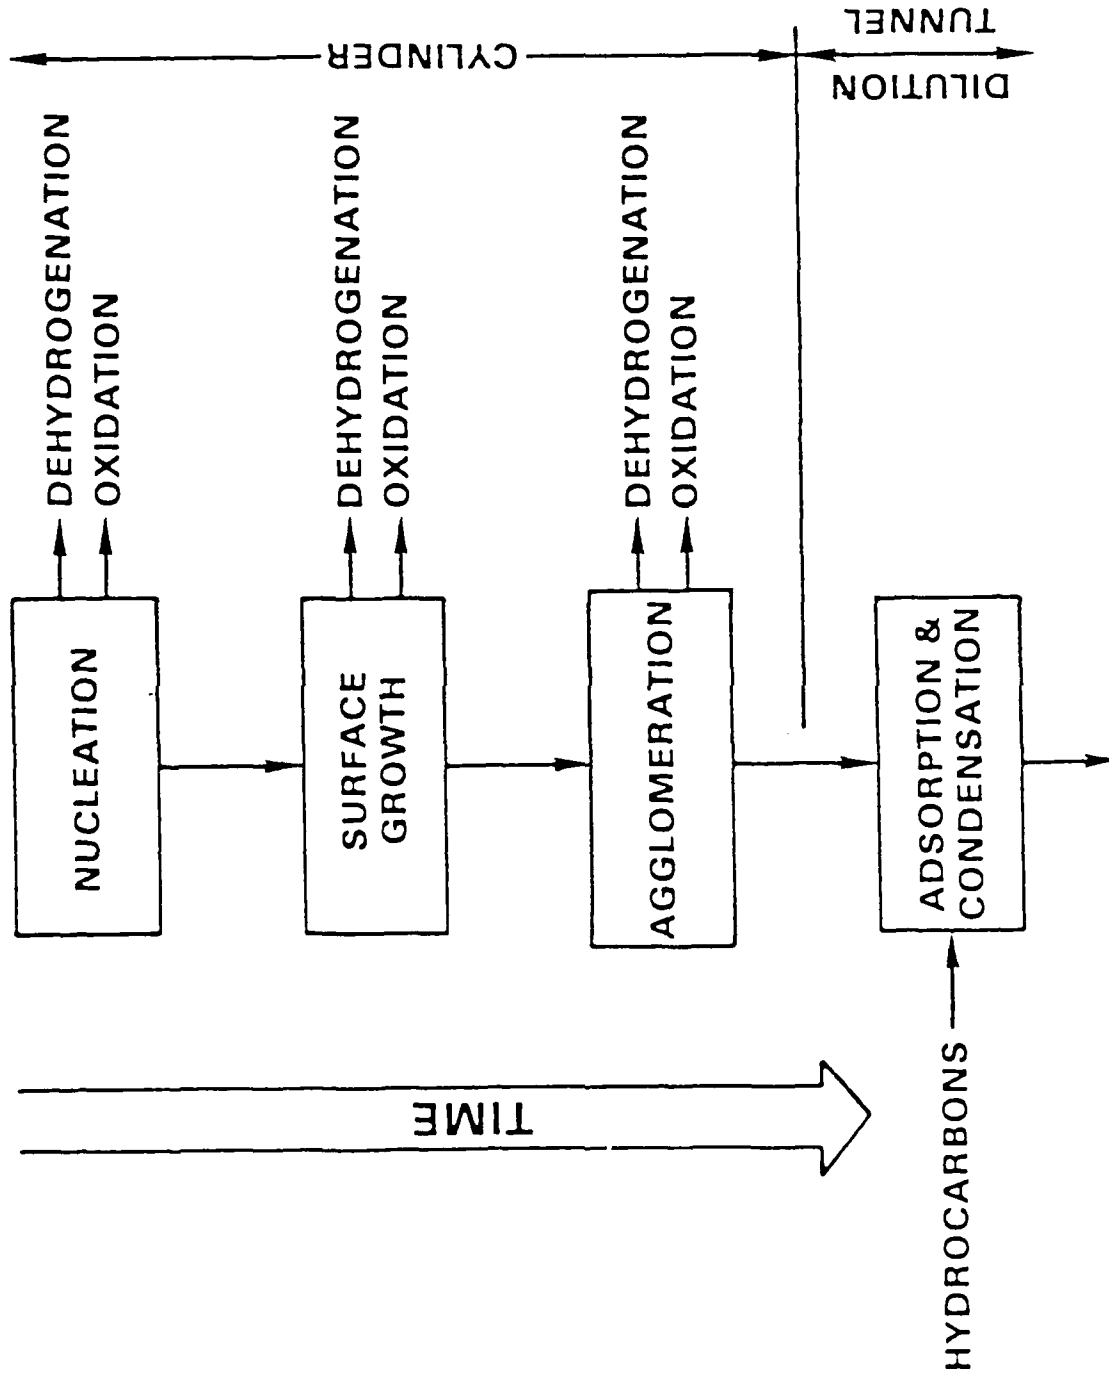 NUCLEATION
DEHYDROGENATION
OXIDATION
SURFACE
GROWTH
DEHYDROGENATION
OXIDATION
AGGLOMERATION
DEHYDROGENATION
OXIDATION
HYDROCARBONS
ADSORPTION &
CONDENSATION
TIME
CYLINDER
DILUTION
TUNNEL